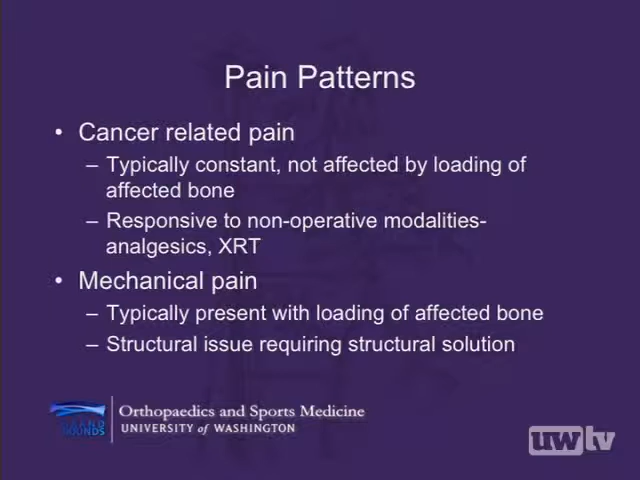 Pain Patterns
• Cancer related pain
– Typically constant, not affected by loading of
affected bone
– Responsive to non-operative modalities-
analgesics, XRT
• Mechanical pain
– Typically present with loading of affected bone
– Structural issue requiring structural solution
GRAND
ROUNDS
Orthopaedics and Sports Medicine
UNIVERSITY of WASHINGTON
uwtv